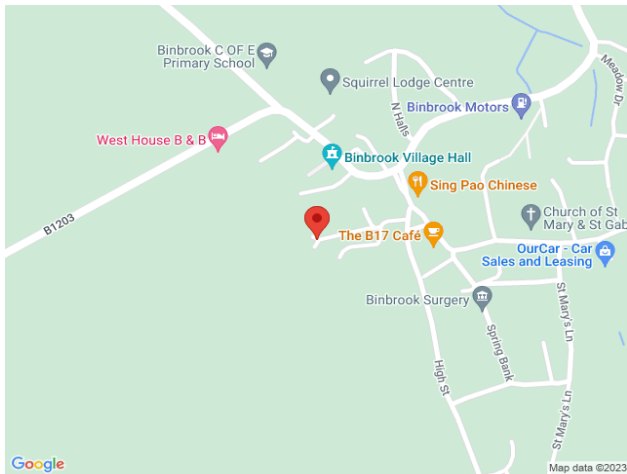 Binbrook C OF E
Primary School
Squirrel Lodge Centre
N Halls
Meadow Dr
Binbrook Motors
West House B & B
Binbrook Village Hall
Sing Pao Chinese
B1203
Church of St
Mary & St Gab
The B17 Café
OurCar - Car
Sales and Leasing
Binbrook Surgery
St Mary's Ln
Spring Bank
High St
St Mary's Ln
Google
Map data ©2023